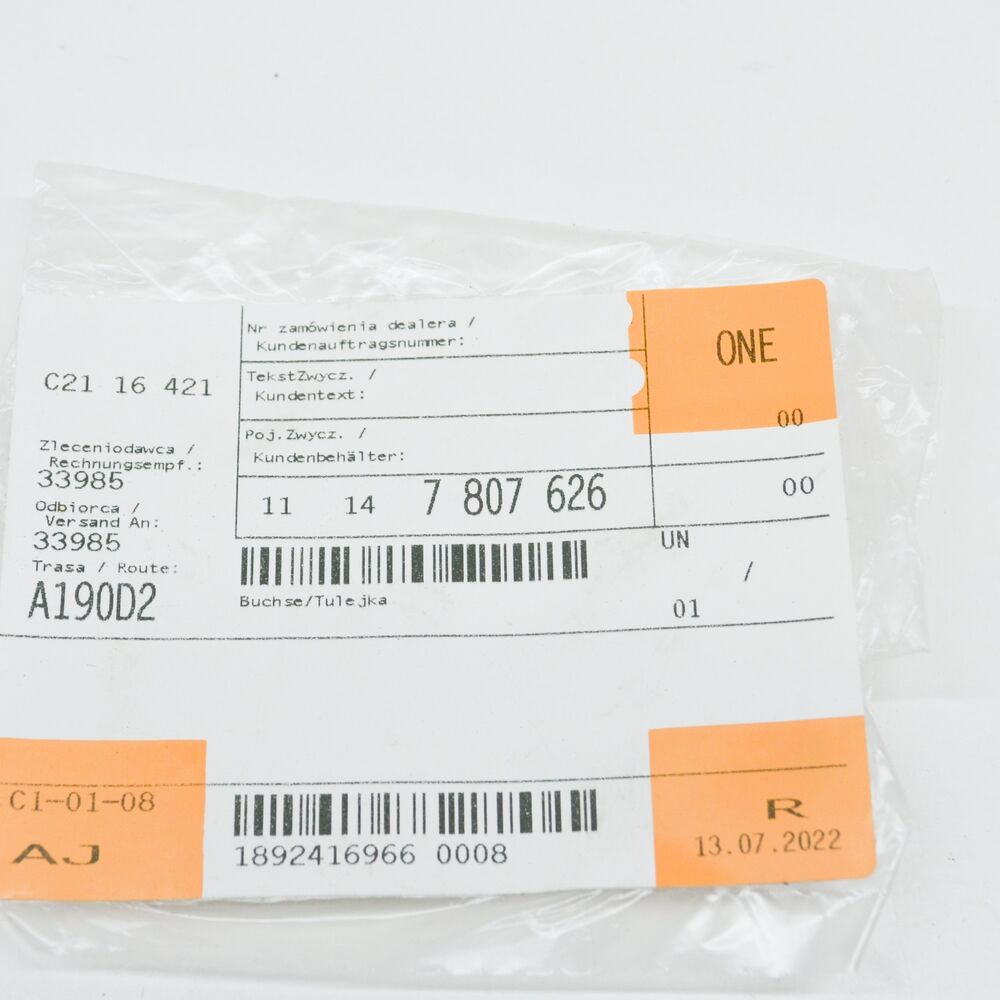 Nr zamówienia dealera /
Kundenauftragsnummer:
ONE
TekstZwycz. /
Kundentext:
C21 16 421
00
Poj.Zwycz. /
Kundenbehälter:
Zleceniodawca /
Rechnungsempf.:
33985
11 14 7 807 626
00
Odbiorca /
Versand An:
33985
UN
/
Trasa / Route:
A190D2
Buchse/Tulejka
01
C1-01-08
R
AJ
1892416966 0008
13.07.2022